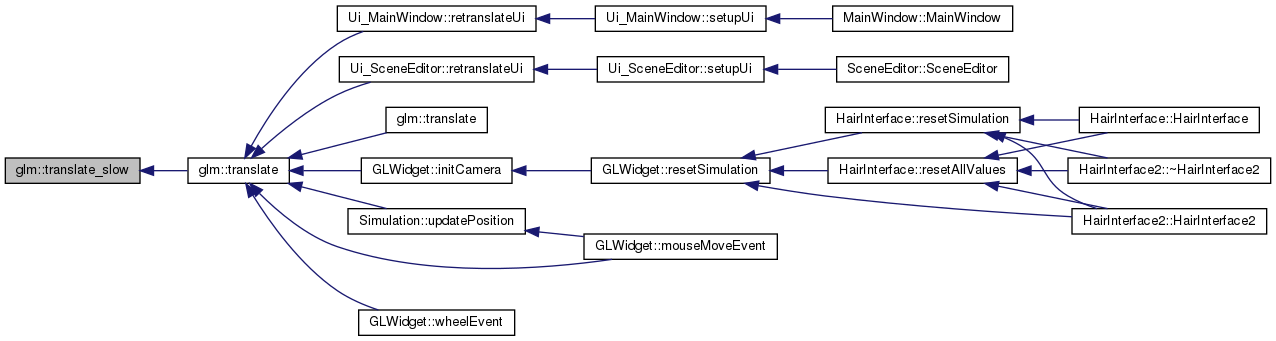 Ui_MainWindow::retranslateUi
Ui_MainWindow::setupUi
MainWindow::MainWindow
Ui_SceneEditor::retranslateUi
Ui_SceneEditor::setupUi
SceneEditor::SceneEditor
glm::translate
HairInterface::resetSimulation
HairInterface::HairInterface
glm::translate_slow
glm::translate
GLWidget::initCamera
GLWidget::resetSimulation
HairInterface::resetAllValues
HairInterface2::~HairInterface2
Simulation::updatePosition
HairInterface2::HairInterface2
GLWidget::mouseMoveEvent
GLWidget::wheelEvent